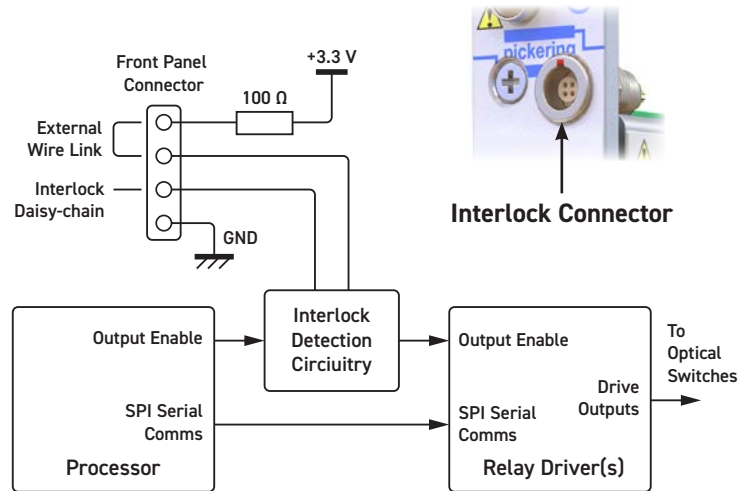 +3.3 V
Front Panel
Connector
100 Ω
External
Wire Link
Interlock
Daisy-chain
GND
pickering
Interlock Connector
Interlock
Detection
Circiuitry
Output Enable
SPI Serial
Comms
Processor
Output Enable
SPI Serial
Comms
Drive
Outputs
Relay Driver(s)
To
Optical
Switches